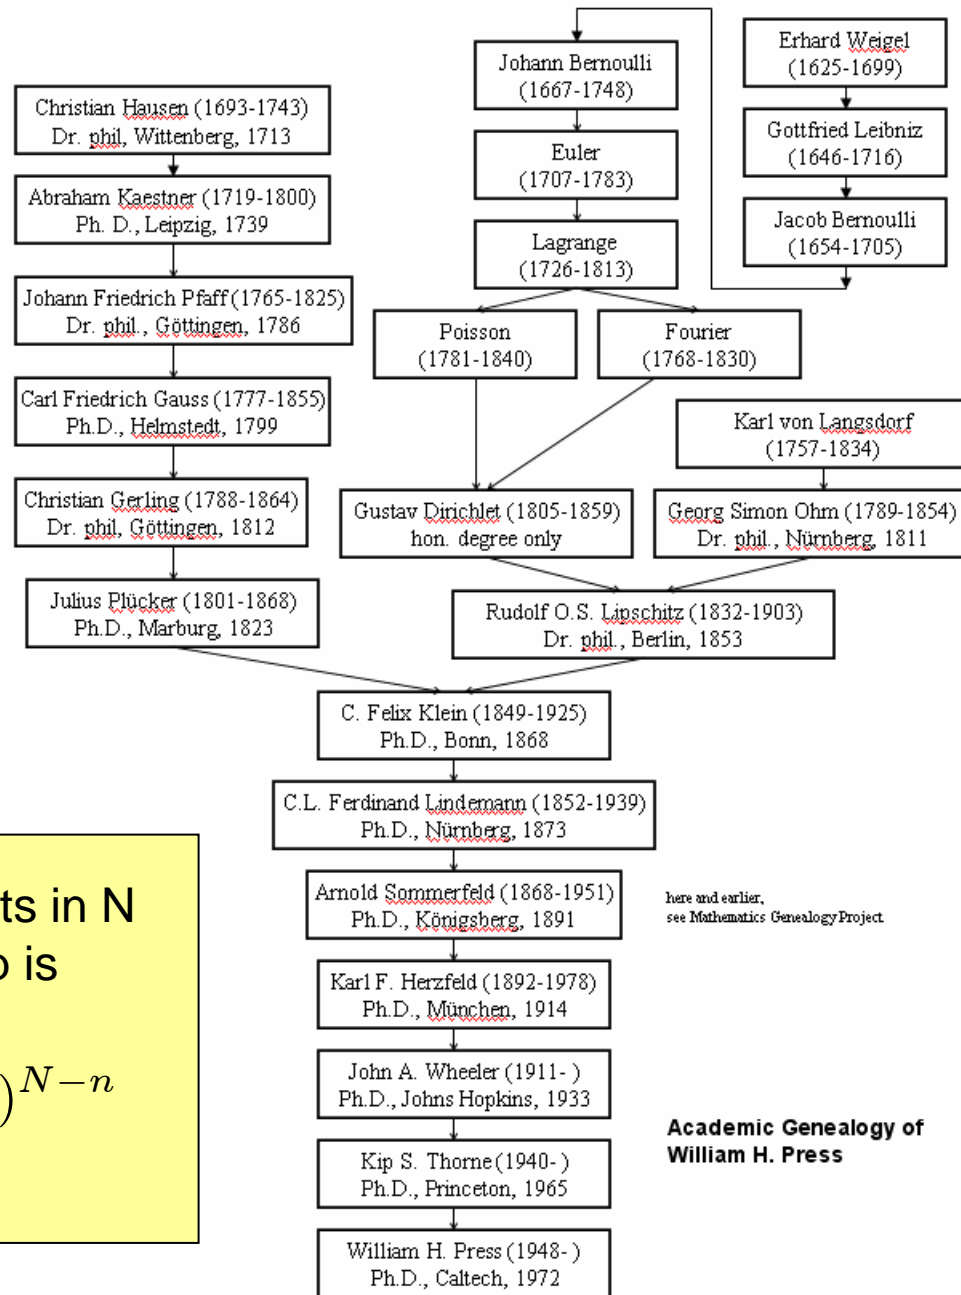 Christian Hausen (1693-1743)
Dr. phil, Wittenberg, 1713
Abraham Kaestner (1719-1800)
Ph. D., Leipzig, 1739
Johann Friedrich Pfaff (1765-1825)
Dr. phil., Göttingen, 1786
Carl Friedrich Gauss (1777-1855)
Ph.D., Helmstedt, 1799
Christian Gerling (1788-1864)
Dr. phil, Göttingen, 1812
Julius Plücker (1801-1868)
Ph.D., Marburg, 1823
Johann Bernoulli
(1667-1748)
Euler
(1707-1783)
Lagrange
(1726-1813)
Erhard Weigel
(1625-1699)
Gottfried Leibniz
(1646-1716)
Jacob Bernoulli
(1654-1705)
Poisson
(1781-1840)
Fourier
(1768-1830)
Karl von Langsdorf
(1757-1834)
Gustav Dirichlet (1805-1859)
hon. degree only
Georg Simon Ohm (1789-1854)
Dr. phil., Nürnberg, 1811
Rudolf O.S. Lipschitz (1832-1903)
Dr. phil., Berlin, 1853
C. Felix Klein (1849-1925)
Ph.D., Bonn, 1868
C.L. Ferdinand Lindemann (1852-1939)
Ph.D., Nürnberg, 1873
Arnold Sommerfeld (1868-1951)
Ph.D., Königsberg, 1891
here and earlier,
see Mathematics Genealogy Project
Karl F. Herzfeld (1892-1978)
Ph.D., München, 1914
John A. Wheeler (1911- )
Ph.D., Johns Hopkins, 1933
Kip S. Thorne (1940- )
Ph.D., Princeton, 1965
William H. Press (1948- )
Ph.D., Caltech, 1972
Academic Genealogy of
William H. Press
ts in N
is
)^{N−n}